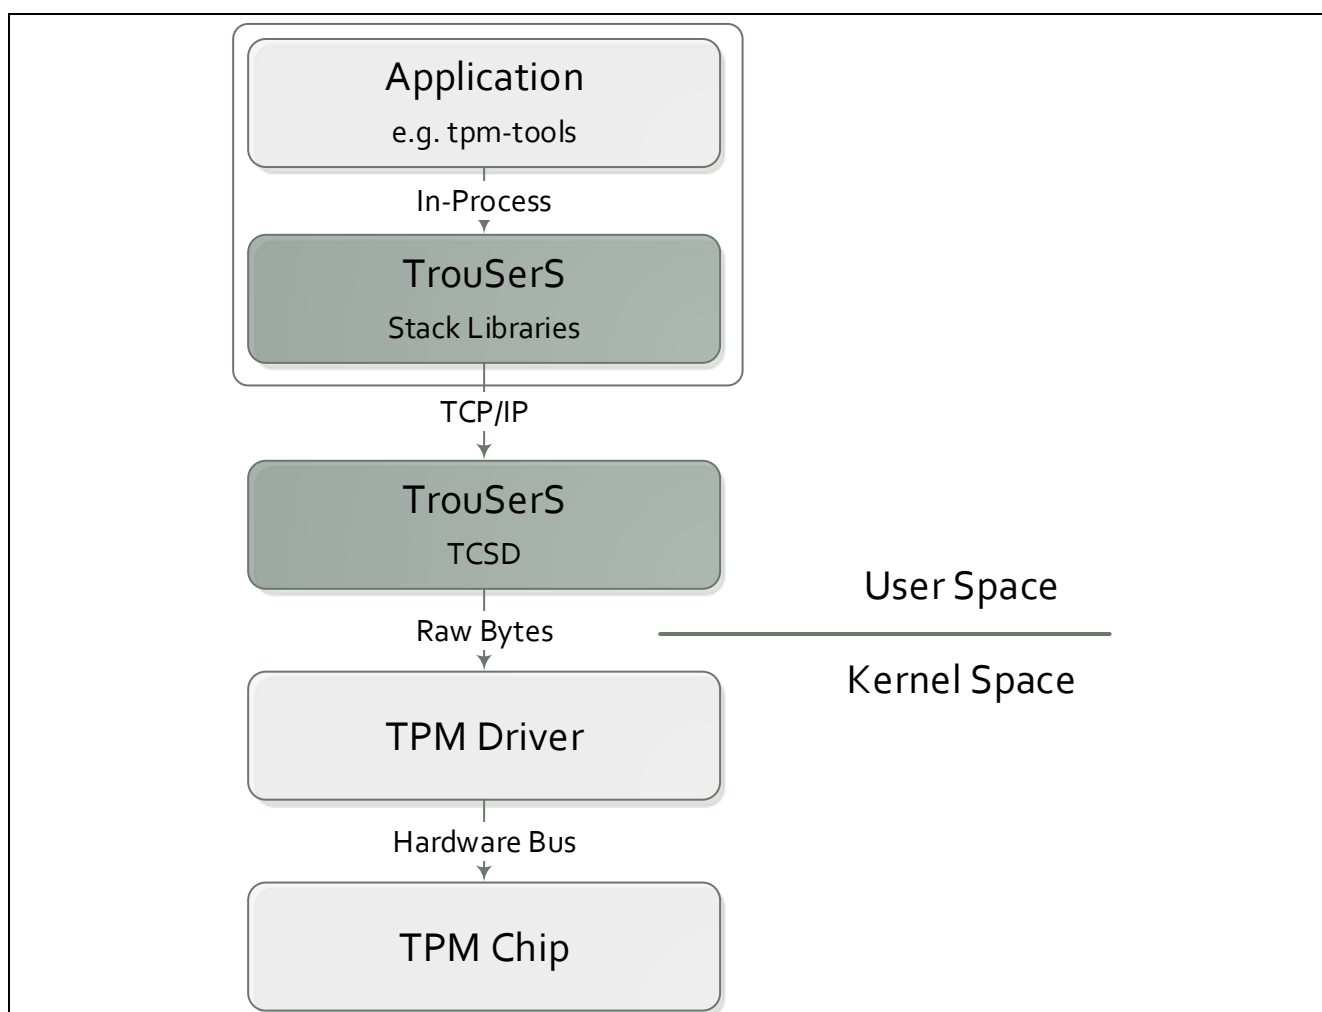 Application
e.g. tpm-tools
In-Process
TrouSerS
Stack Libraries
TCP/IP
TrouSerS
TCSD
User Space
Raw Bytes
Kernel Space
TPM Driver
Hardware Bus
TPM Chip